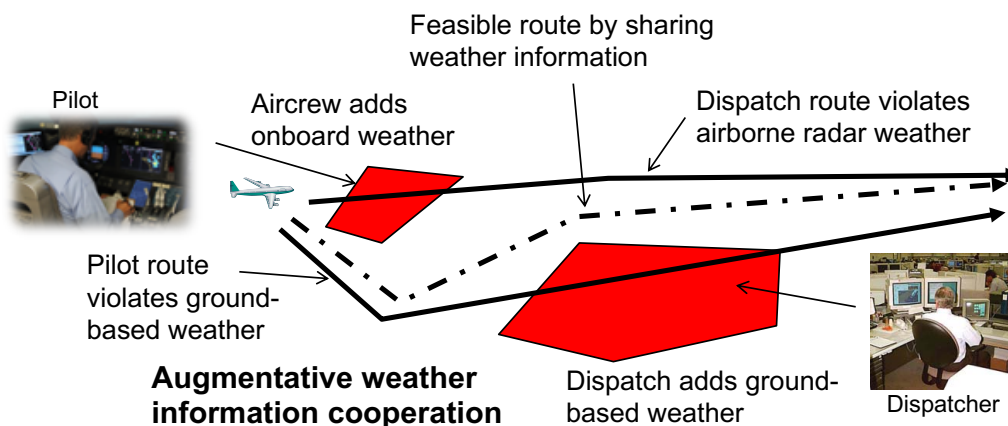 Feasible route by sharing
weather information
Pilot
Aircrew adds
onboard weather
Dispatch route violates
airborne radar weather
Pilot route
violates ground-
based weather
Augmentative weather
information cooperation
Dispatch adds ground-
based weather
Dispatcher